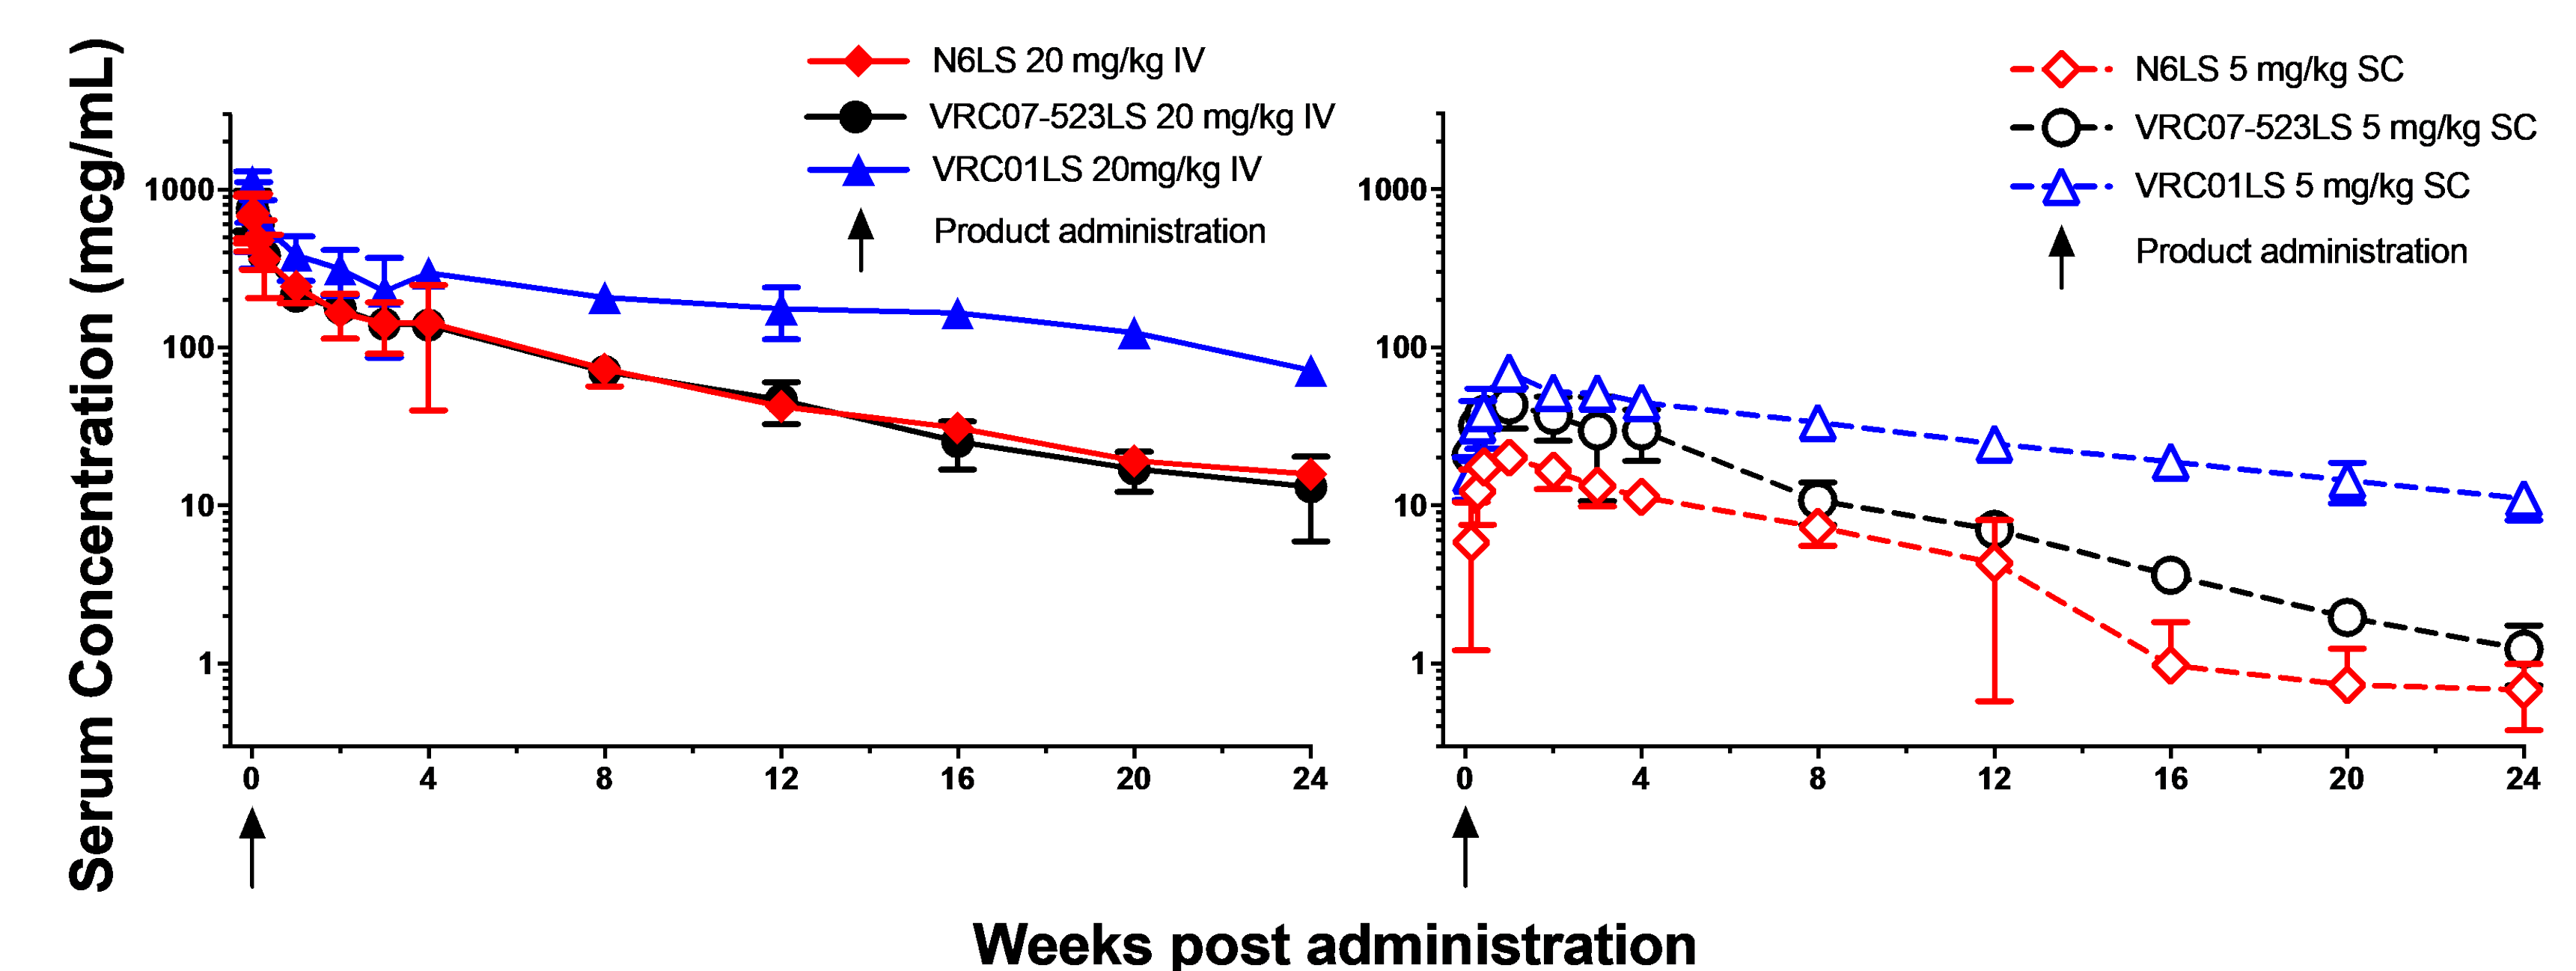 Serum Concentration (mcg/mL)
N6LS 20 mg/kg IV
VRC07-523LS 20 mg/kg IV
VRC01LS 20mg/kg IV
Product administration
1000
100
10
1
0 4 8 12 16 20 24
N6LS 5 mg/kg SC
VRC07-523LS 5 mg/kg SC
VRC01LS 5 mg/kg SC
Product administration
1000
100
10
1
0 4 8 12 16 20 24
Weeks post administration